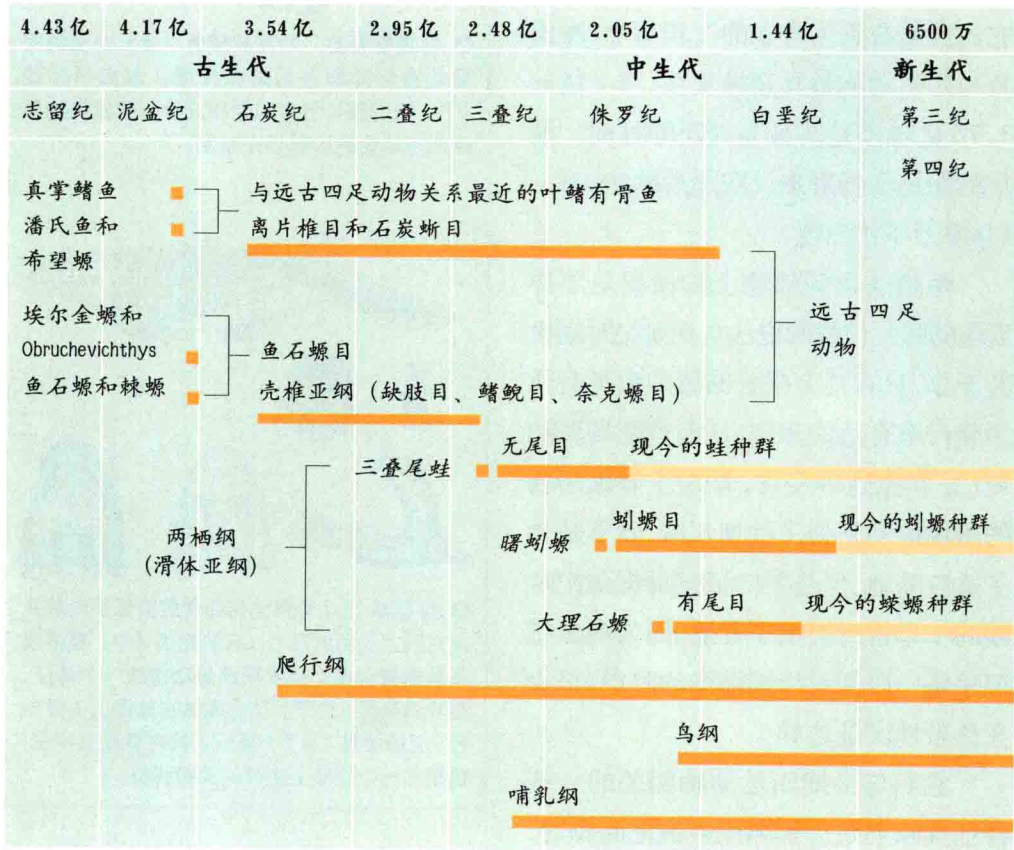 4.43亿 4.17亿 3.54亿 2.95亿 2.48亿 2.05亿 1.44亿 6500万
古生代 中生代 新生代
志留纪 泥盆纪 石炭纪 二叠纪 三叠纪 侏罗纪 白垩纪 第三纪
第四纪
真掌鳍鱼 与远古四足动物关系最近的叶鳍有骨鱼
潘氏鱼和 离片椎目和石炭蜥目
希望螈
远古四足
动物
埃尔金螈和
Obruchevichthys 鱼石螈目
鱼石螈和棘螈 壳椎亚纲（缺肢目、鳍鲵目、奈克螈目）
无尾目 现今的蛙种群
三叠尾蛙
蚓螈目 现今的蚓螈种群
曙蚓螈
两栖纲
(滑体亚纲)
有尾目 现今的蝾螈种群
大理石螈
爬行纲
鸟纲
哺乳纲